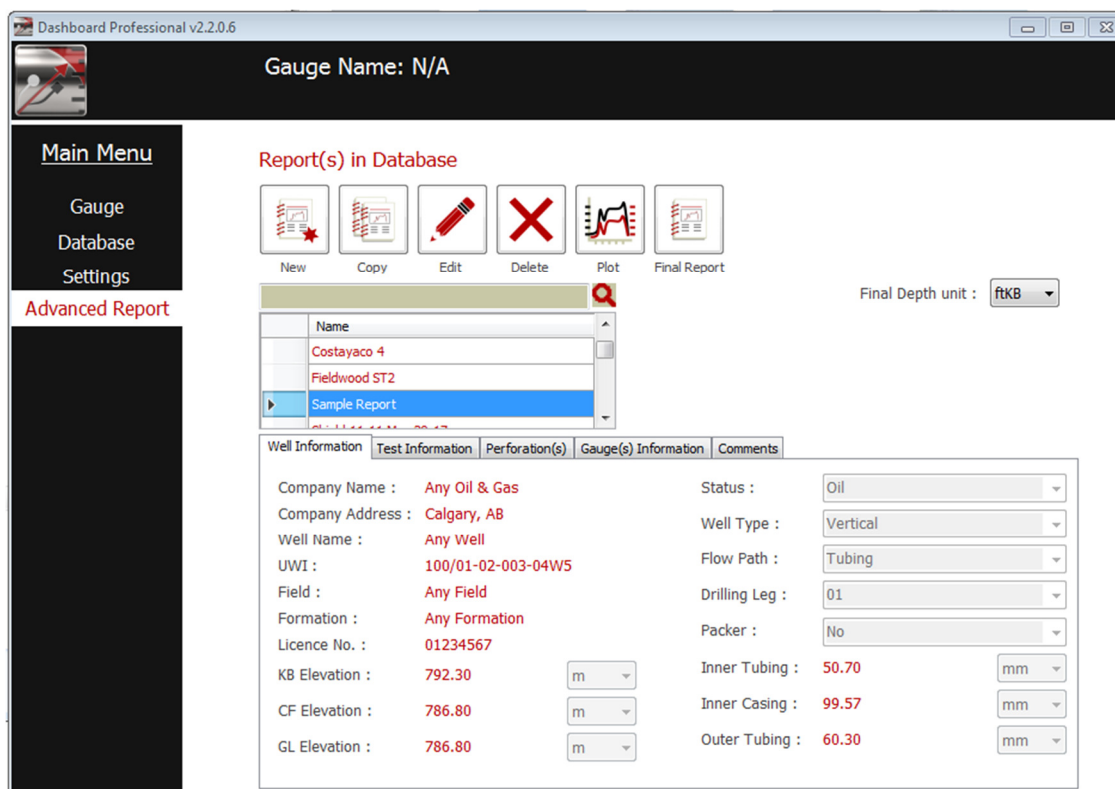 Dashboard Professional v2.2.0.6
Gauge Name: N/A
Main Menu
Gauge
Database
Settings
Advanced Report
Report(s) in Database
New Copy Edit Delete Plot Final Report
Final Depth unit : ftKB
Name
Costayaco 4
Fieldwood ST2
Sample Report
Well Information Test Information Perforation(s) Gauge(s) Information Comments
Company Name : Any Oil & Gas
Company Address : Calgary, AB
Well Name : Any Well
UWI : 100/01-02-003-04W5
Field : Any Field
Formation : Any Formation
Licence No. : 01234567
KB Elevation : 792.30 m
CF Elevation : 786.80 m
GL Elevation : 786.80 m
Status : Oil
Well Type : Vertical
Flow Path : Tubing
Drilling Leg : 01
Packer : No
Inner Tubing : 50.70 mm
Inner Casing : 99.57 mm
Outer Tubing : 60.30 mm